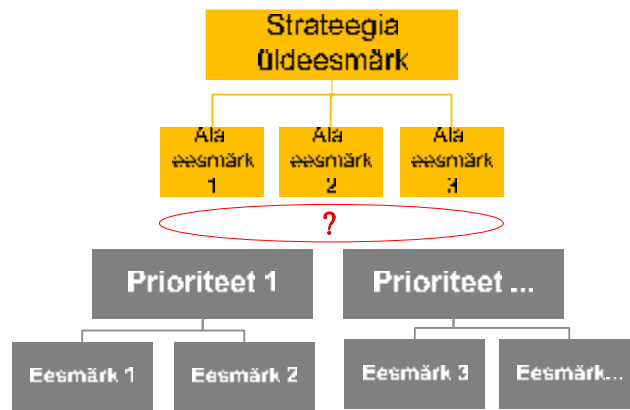 Strateegia
üldeesmärk
Ala
eesmärk
1
Ala
eesmärk
2
Ala
eesmärk
3
?
Prioriteet 1
Prioriteet ...
Eesmärk 1
Eesmärk 2
Eesmärk 3
Eesmärk...